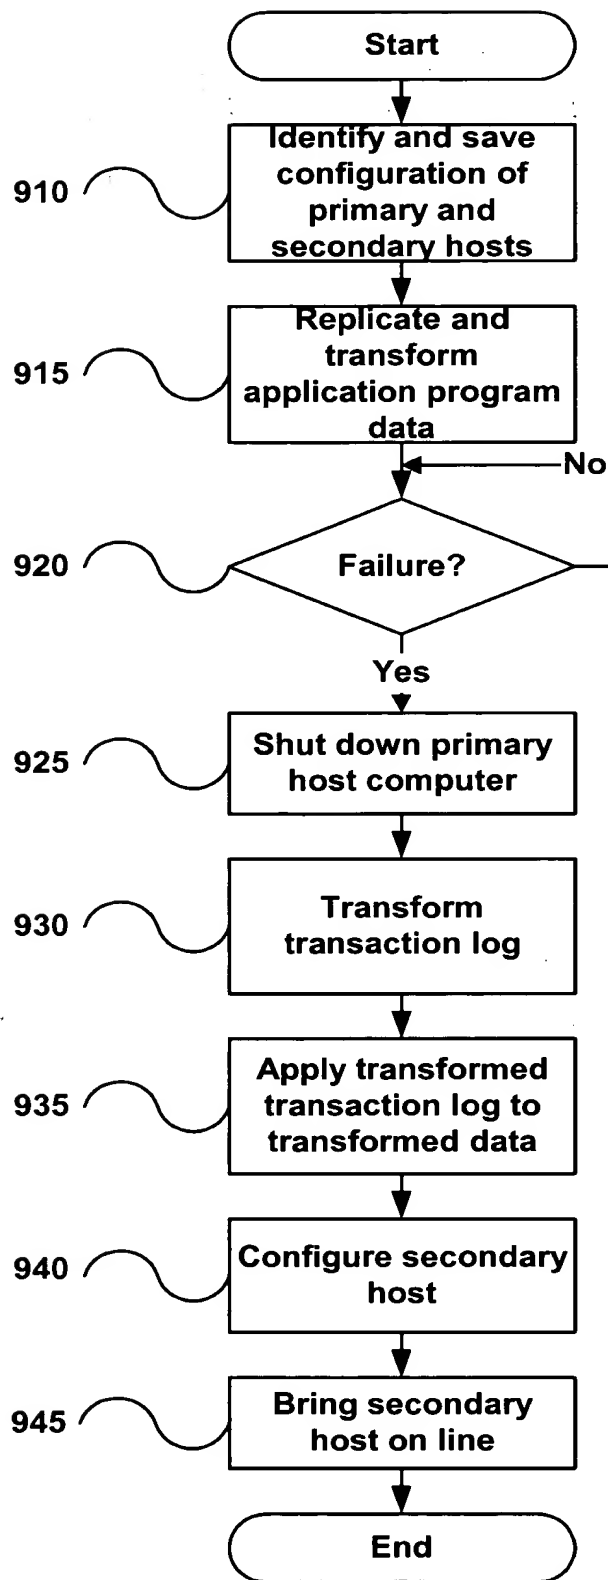 Start
910
Identify and save
configuration of
primary and
secondary hosts
915
Replicate and
transform
application program
data
No
920
Failure?
Yes
925
Shut down primary
host computer
930
Transform
transaction log
935
Apply transformed
transaction log to
transformed data
940
Configure secondary
host
945
Bring secondary
host on line
End